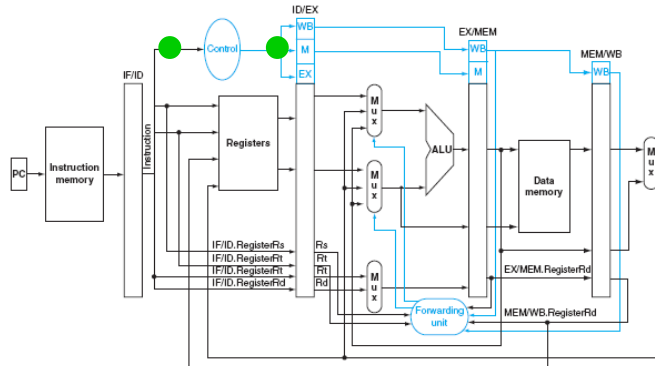 ID/EX
WB
EX/MEM
Control
M
WB
MEM/WB
IF/ID
EX
M
WB
Mux
Registers
Instruction
ALU
Mux
PC
Instruction
memory
Mux
Data
memory
IF/ID.RegisterRs
Rs
IF/ID.RegisterRt
Rt
IF/ID.RegisterRt
Rt
IF/ID.RegisterRd
Rd
Mux
EX/MEM.RegisterRd
Forwarding
unit
MEM/WB.RegisterRd